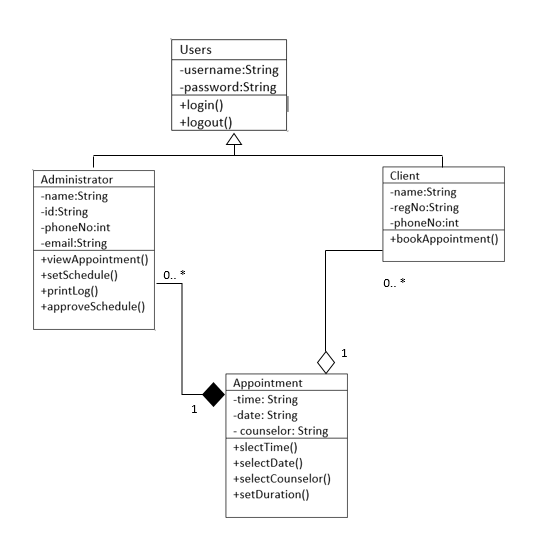 Users
-username:String
-password:String
+login()
+logout()
Administrator
-name:String
-id:String
-phoneNo:int
-email:String
+viewAppointment()
+setSchedule()
+printLog()
+approveSchedule()
Client
-name:String
-regNo:String
-phoneNo:int
+bookAppointment()
0.. *
0.. *
1
1
Appointment
-time: String
-date: String
- counselor: String
+slectTime()
+selectDate()
+selectCounselor()
+setDuration()